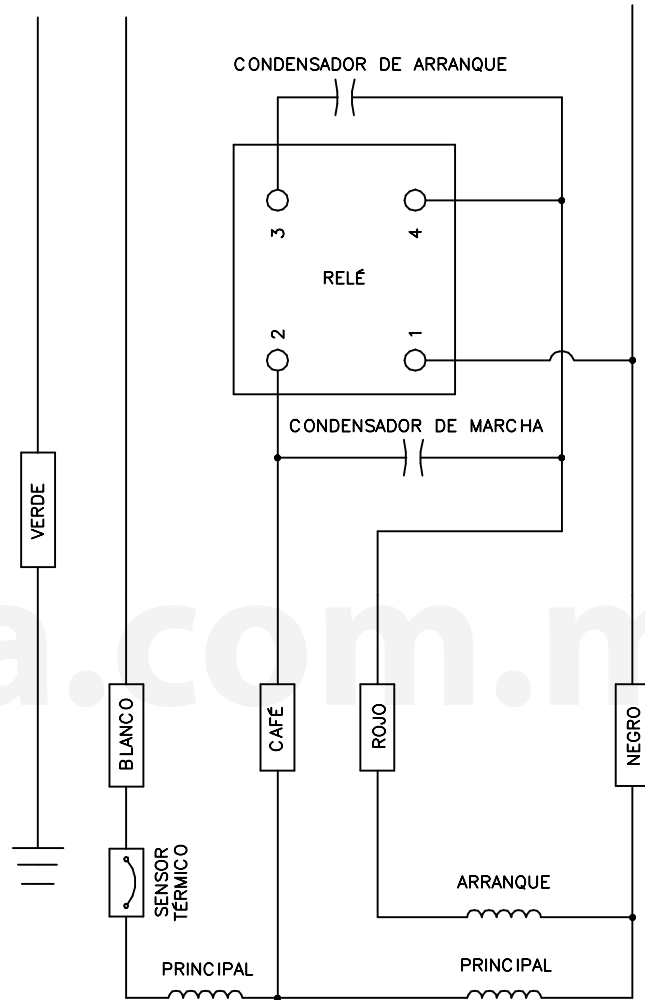 CONDENSADOR DE ARRANQUE
3
4
RELÉ
2
1
CONDENSADOR DE MARCHA
VERDE
BLANCO
CAFÉ
ROJO
NEGRO
SENSOR
TÉRMICO
ARRANQUE
PRINCIPAL
PRINCIPAL
a.com.m